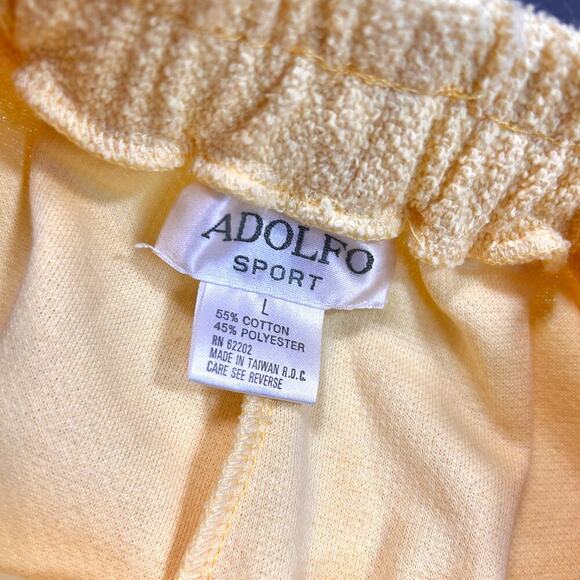 ADOLFO
SPORT
L
55% COTTON
45% POLYESTER
RN 62202
MADE IN TAIWAN R.O.C.
CARE SEE REVERSE